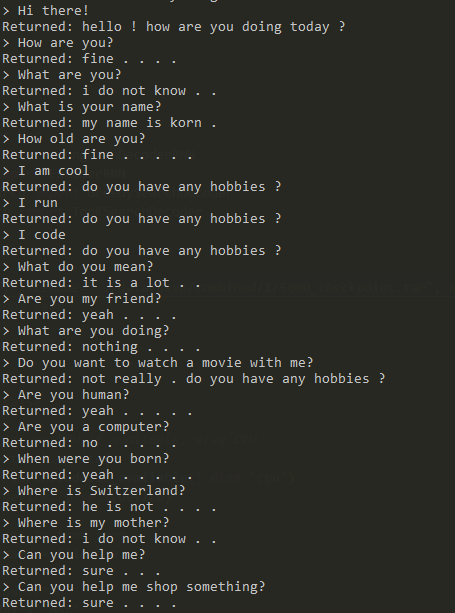 > Hi there!
Returned: hello ! how are you doing today ?
> How are you?
Returned: fine . . . .
> What are you?
Returned: i do not know . .
> What is your name?
Returned: my name is korn .
> How old are you?
Returned: fine . . . . .
> I am cool
Returned: do you have any hobbies ?
> I run
Returned: do you have any hobbies ?
> I code
Returned: do you have any hobbies ?
> What do you mean?
Returned: it is a lot . .
> Are you my friend?
Returned: yeah . . . .
> What are you doing?
Returned: nothing . . . .
> Do you want to watch a movie with me?
Returned: not really . do you have any hobbies ?
> Are you human?
Returned: yeah . . . . .
> Are you a computer?
Returned: no . . . . .
> When were you born?
Returned: yeah . . . . .
> Where is Switzerland?
Returned: he is not . . . .
> Where is my mother?
Returned: i do not know . .
> Can you help me?
Returned: sure . . .
> Can you help me shop something?
Returned: sure . . . .